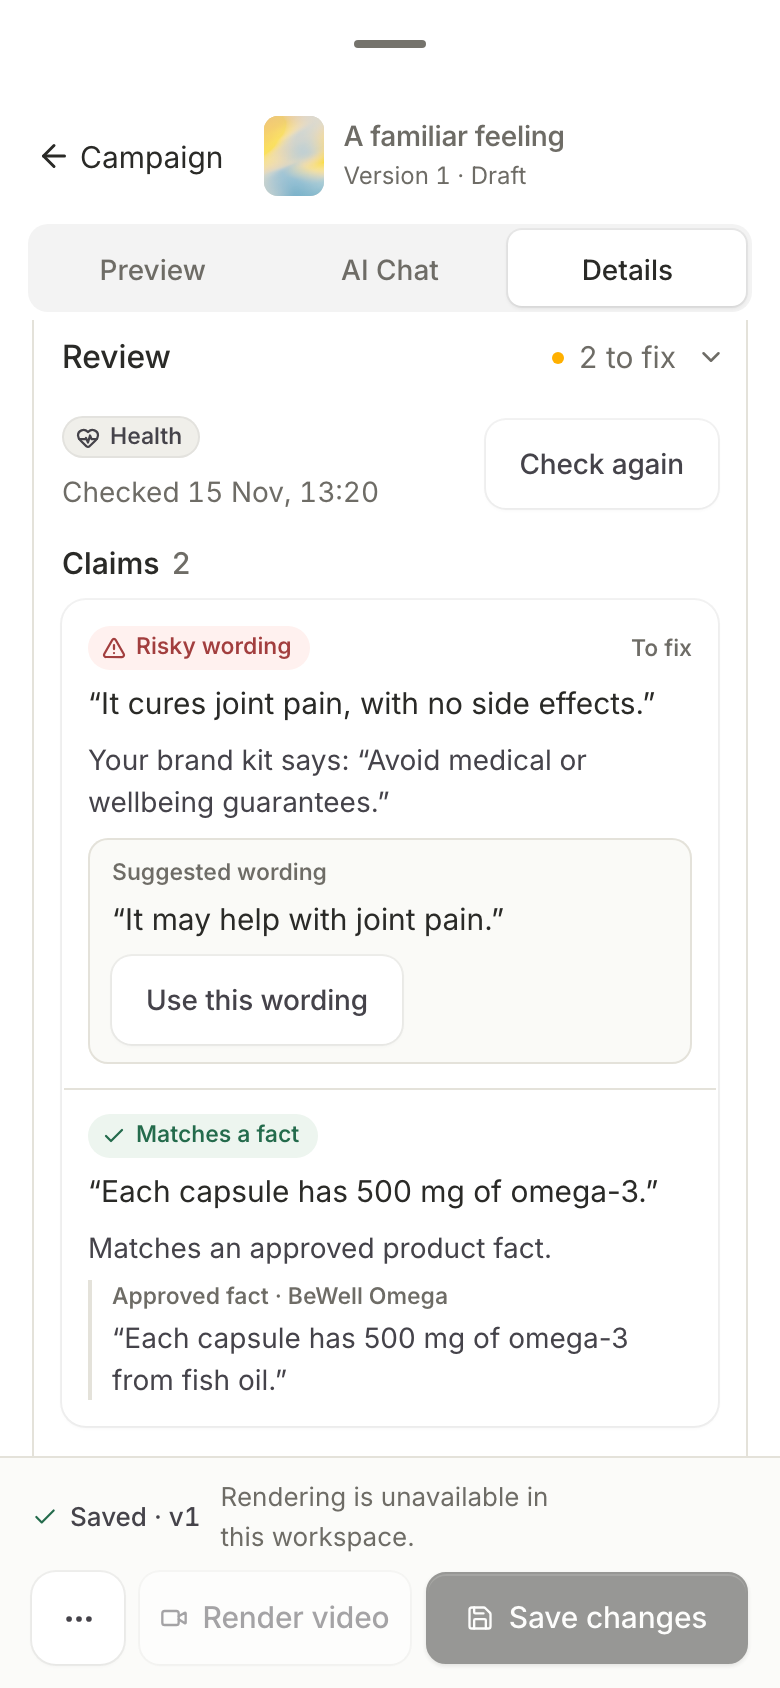 Campaign
A familiar feeling
Version 1 · Draft
Preview
AI Chat
Details
Review
2 to fix
Health
Checked 15 Nov, 13:20
Check again
Claims 2
Risky wording
To fix
“It cures joint pain, with no side effects.”
Your brand kit says: “Avoid medical or
wellbeing guarantees.”
Suggested wording
“It may help with joint pain.”
Use this wording
Matches a fact
“Each capsule has 500 mg of omega-3.”
Matches an approved product fact.
Approved fact · BeWell Omega
“Each capsule has 500 mg of omega-3
from fish oil.”
Saved · v1
Rendering is unavailable in
this workspace.
Render video
Save changes